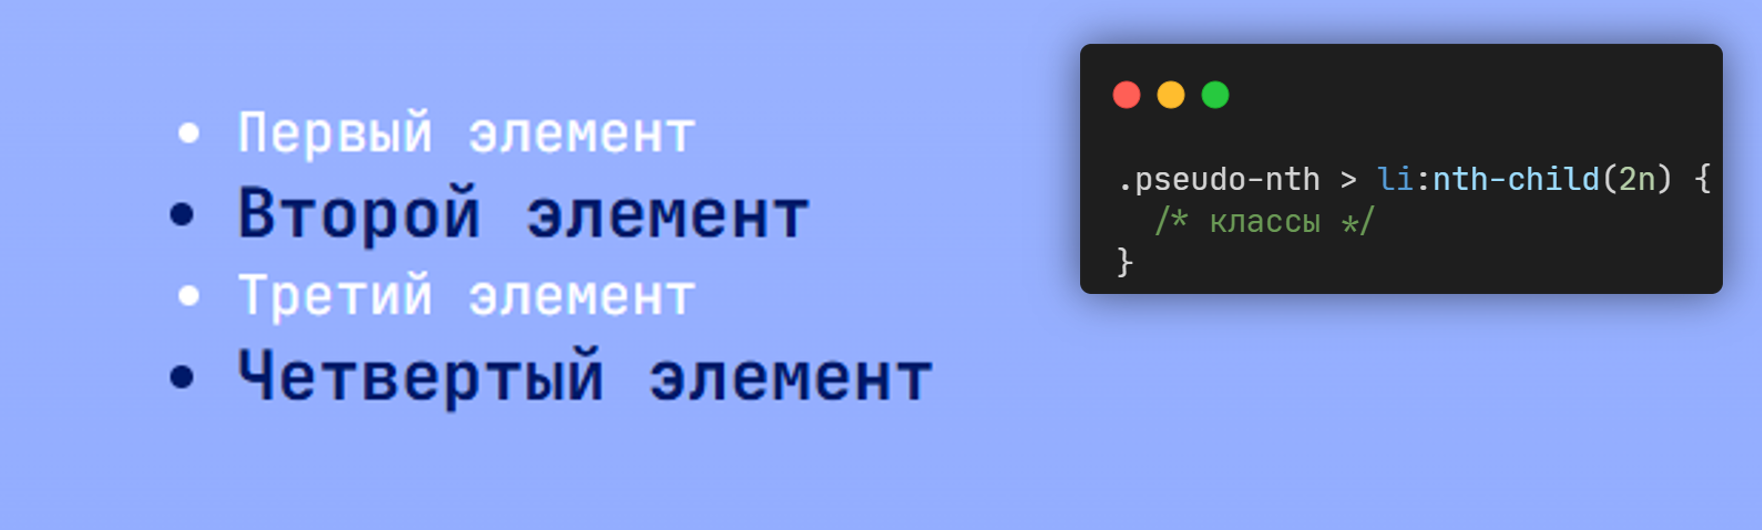 Первый элемент
Второй элемент
Третий элемент
Четвертый элемент
.pseudo-nth > li:nth-child(2n) {
/* классы */
}